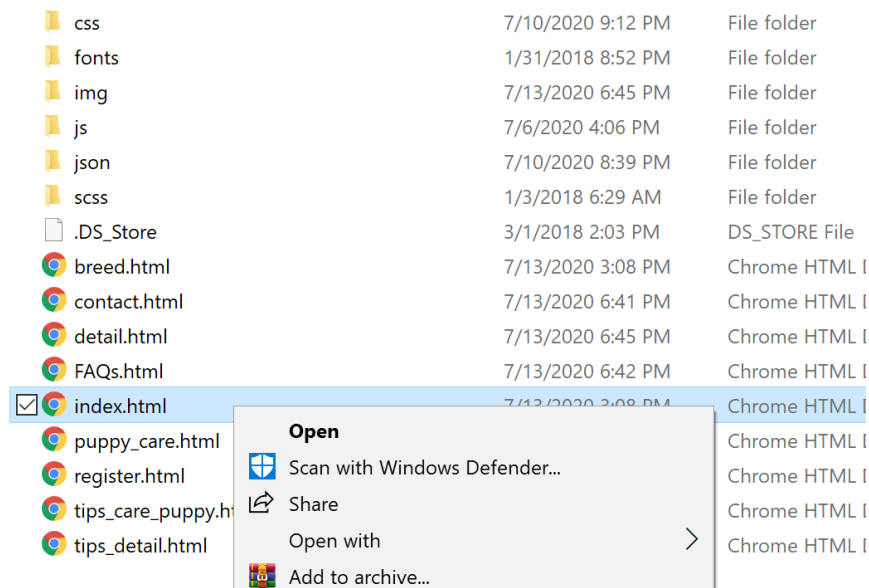 css 7/10/2020 9:12 PM File folder
fonts 1/31/2018 8:52 PM File folder
img 7/13/2020 6:45 PM File folder
js 7/6/2020 4:06 PM File folder
json 7/10/2020 8:39 PM File folder
scss 1/3/2018 6:29 AM File folder
.DS_Store 3/1/2018 2:03 PM DS_STORE File
breed.html 7/13/2020 3:08 PM Chrome HTML
contact.html 7/13/2020 6:41 PM Chrome HTML
detail.html 7/13/2020 6:45 PM Chrome HTML
FAQs.html 7/13/2020 6:42 PM Chrome HTML
index.html 7/13/2020 3:08 PM Chrome HTML
Open
puppy_care.html Chrome HTML
Scan with Windows Defender...
register.html Chrome HTML
Share
tips_care_puppy.ht Chrome HTML
Open with
tips_detail.html Chrome HTML
Add to archive...